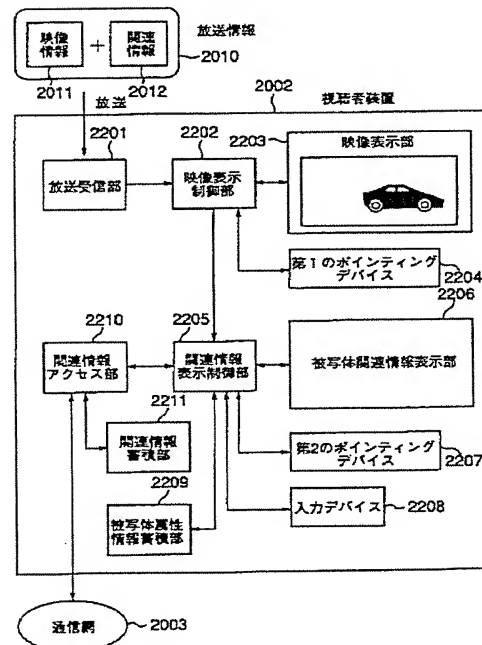 放送情報
映像
情報
+
関連
情報
2010
2011
2012
放送
2002
視聴者装置
2201
放送受信部
2202
映像表示
制御部
2203
映像表示部
第1のポインティング
デバイス
2204
2206
2210
関連情報
アクセス部
2205
関連情報
表示制御部
被写体関連情報表示部
2211
関連情報
蓄積部
第2のポインティング
デバイス
2207
2209
被写体属性
情報蓄積部
入力デバイス
2208
通信網
2003